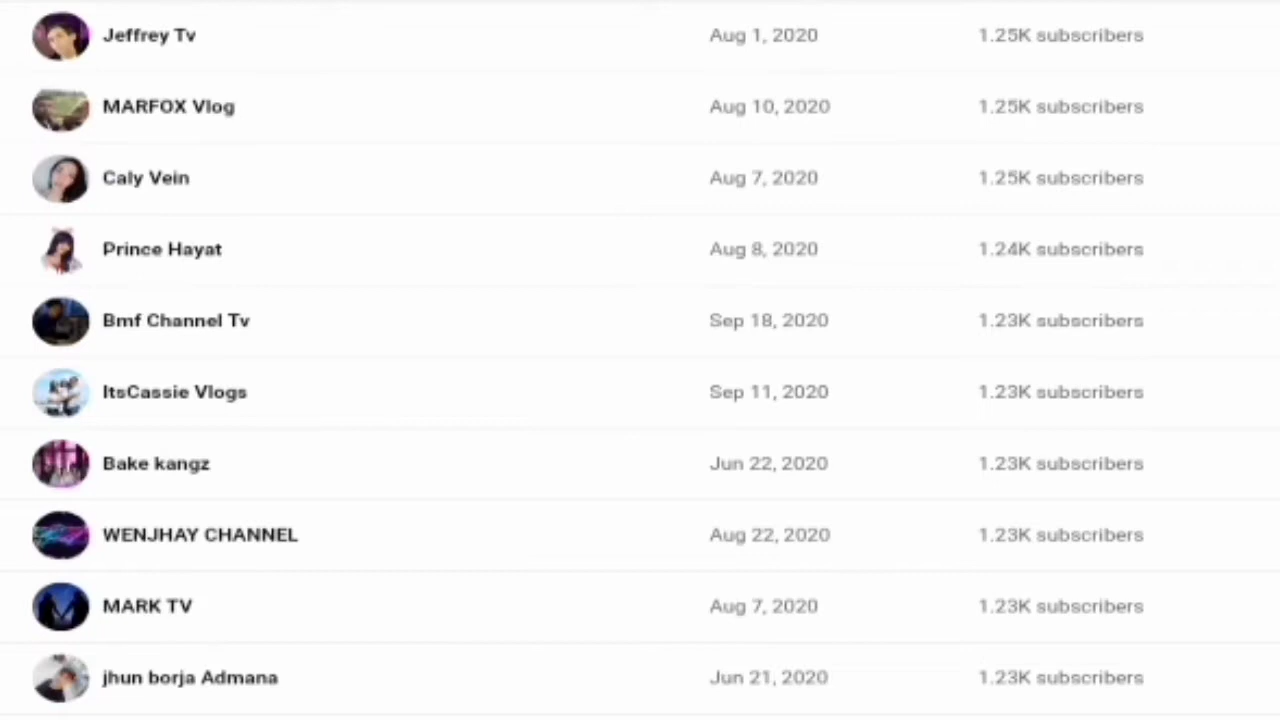 Jeffrey Tv Aug 1, 2020 1.25K subscribers
MARFOX Vlog Aug 10, 2020 1.25K subscribers
Caly Vein Aug 7, 2020 1.25K subscribers
Prince Hayat Aug 8, 2020 1.24K subscribers
Bmf Channel Tv Sep 18, 2020 1.23K subscribers
ItsCassie Vlogs Sep 11, 2020 1.23K subscribers
Bake kangz Jun 22, 2020 1.23K subscribers
WENJHAY CHANNEL Aug 22, 2020 1.23K subscribers
MARK TV Aug 7, 2020 1.23K subscribers
jhun borja Admana Jun 21, 2020 1.23K subscribers